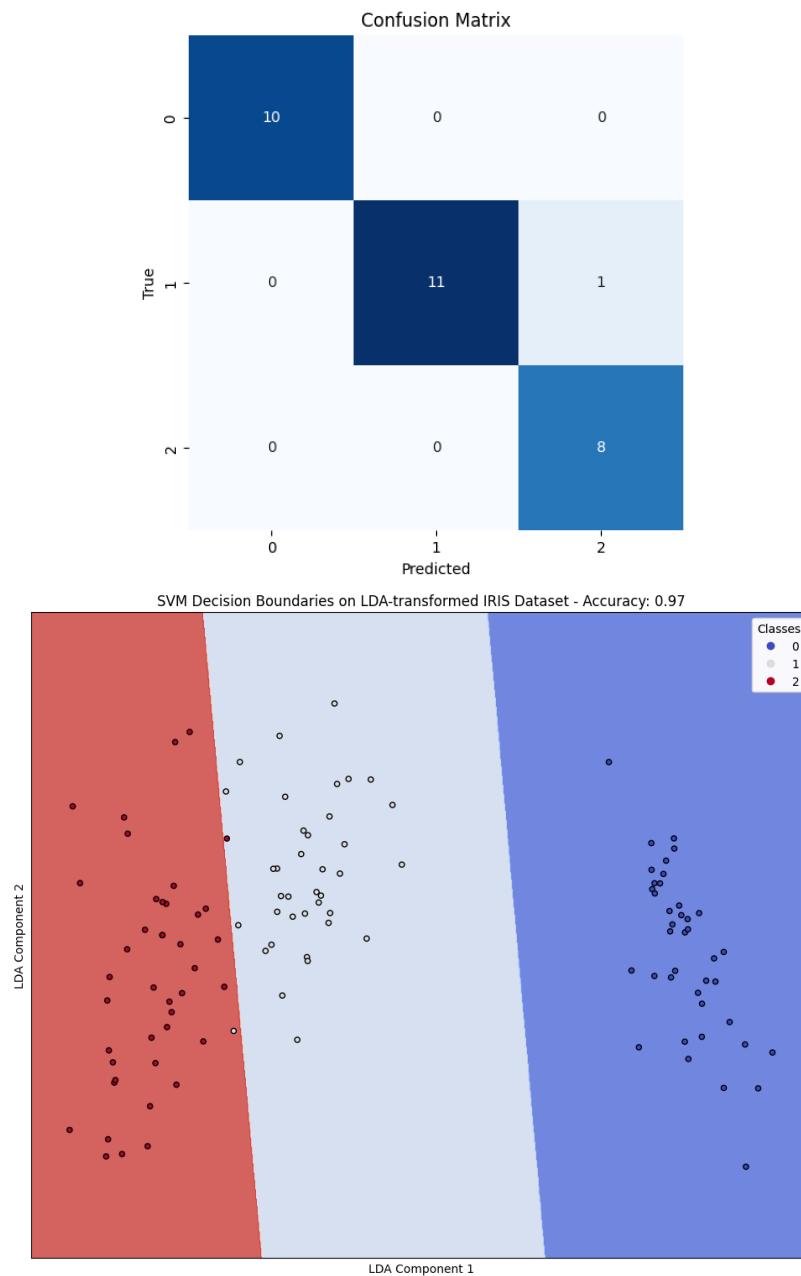 Confusion Matrix
0 10 0 0
True 1 0 11 1
2 0 0 8
0 1 2
Predicted
SVM Decision Boundaries on LDA-transformed IRIS Dataset - Accuracy: 0.97
Classes
0
1
2
LDA Component 2
LDA Component 1